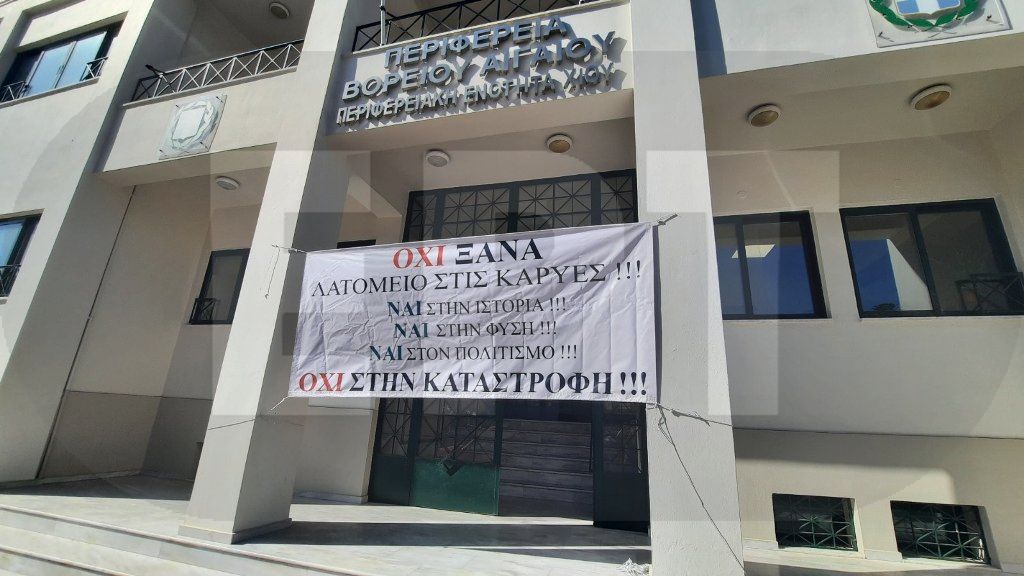 ΠΕΡΙΦΕΡΕΙΑ
ΒΟΡΕΙΟΥ ΑΙΓΑΙΟΥ
ΠΕΡΙΦΕΡΕΙΑΚΗ ΕΝΟΤΗΤΑ ΧΙΟΥ
ΟΧΙ ΞΑΝΑ
ΛΑΤΟΜΕΙΟ ΣΤΙΣ ΚΑΡΥΕΣ !!!
ΝΑΙ ΣΤΗΝ ΙΣΤΟΡΙΑ !!!
ΝΑΙ ΣΤΗΝ ΦΥΣΗ !!!
ΝΑΙ ΣΤΟΝ ΠΟΛΙΤΙΣΜΟ !!!
ΟΧΙ ΣΤΗΝ ΚΑΤΑΣΤΡΟΦΗ !!!
ΕΡΤ